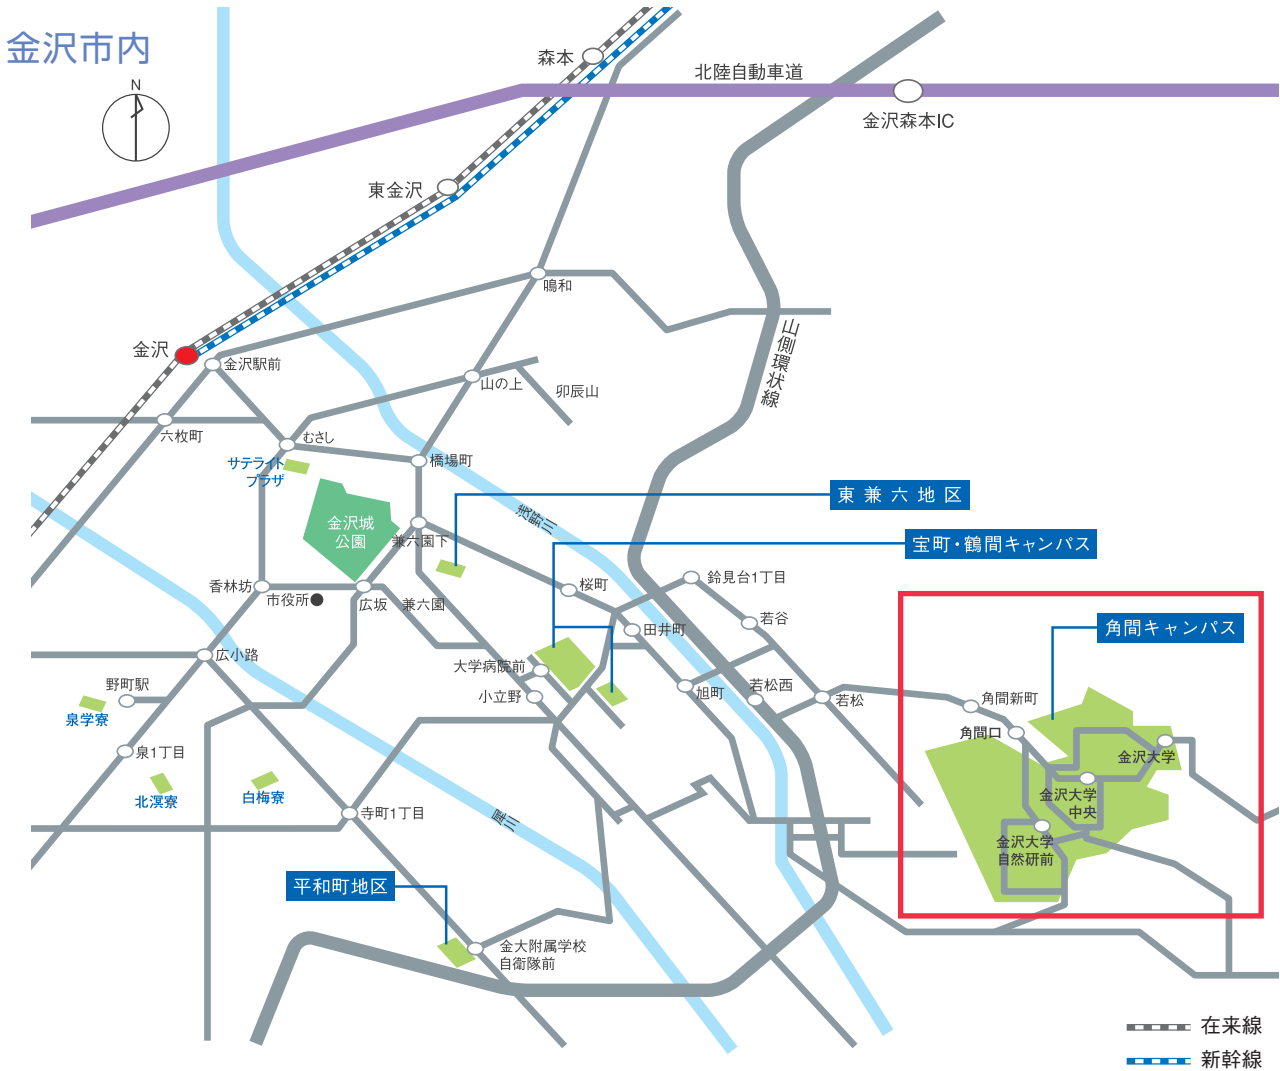 金沢市内
N
森本
北陸自動車道
金沢森本IC
東金沢
鳴和
金沢
金沢駅前
山側環状線
山の上
卯辰山
六枚町
むさし
橋場町
サテライト
プラザ
東兼六地区
金沢城
公園
浅野川
兼六園下
宝町・鶴間キャンパス
香林坊
市役所
広坂
兼六園
桜町
鈴見台1丁目
若谷
田井町
角間キャンパス
広小路
大学病院前
野町駅
小立野
旭町
若松西
若松
角間新町
泉学寮
角間口
泉1丁目
金沢大学
北溟寮
白梅寮
寺町1丁目
犀川
金沢大学
中央
金沢大学
自然研前
平和町地区
金大附属学校
自衛隊前
在来線
新幹線